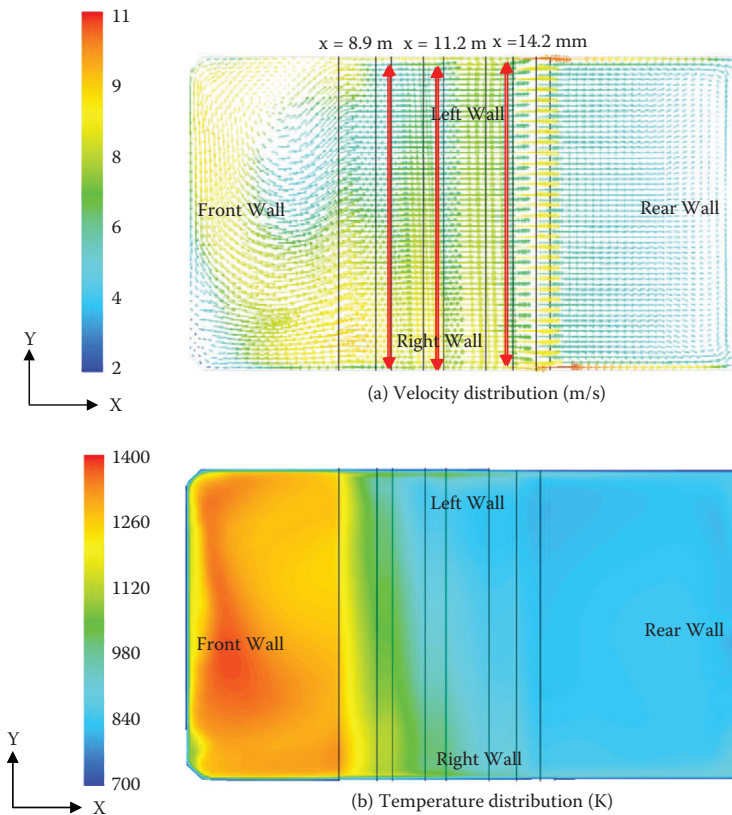 11
9
8
6
4
2
Y
X
x = 8.9 m x = 11.2 m x =14.2 mm
Left Wall
Front Wall
Rear Wall
Right Wall
(a) Velocity distribution (m/s)
1400
1260
1120
980
840
700
Y
X
Left Wall
Front Wall
Rear Wall
Right Wall
(b) Temperature distribution (K)